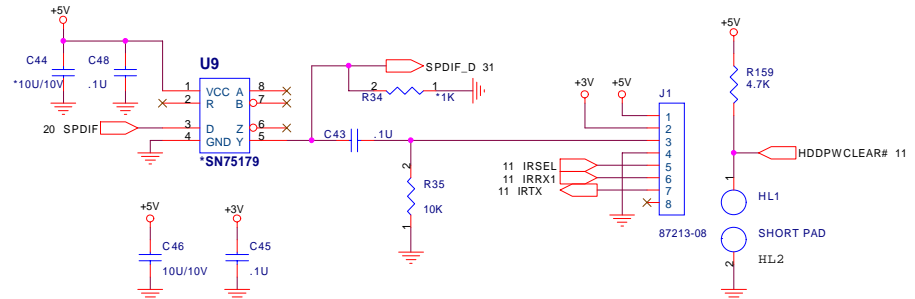 +5V
C44
*10U/10V
C48
.1U
U9
1 VCC A 8
2 R B 7
3 D Z 6
4 GND Y 5
*SN75179
20 SPDIF
SPDIF_D 31
2 1
R34 *1K
C43 .1U
2
R35
10K
1
+3V +5V
J1
1
2
3
4
5
6
7
8
11 IRSEL
11 IRRX1
11 IRTX
87213-08
+5V
R159
4.7K
HDDPWCLEAR# 11
1
HL1
SHORT PAD
HL2
2
+5V
C46
10U/10V
+3V
C45
.1U